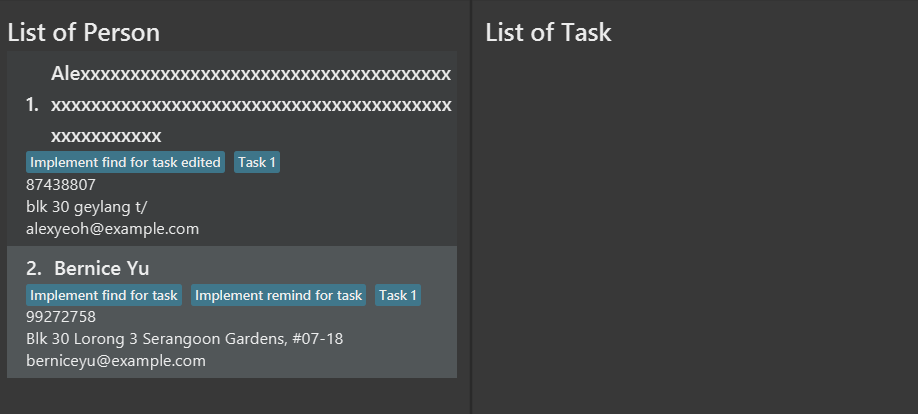 List of Person
List of Task
Alexxxxxxxxxxxxxxxxxxxxxxxxxxxxxxxxxxxxx
1. xxxxxxxxxxxxxxxxxxxxxxxxxxxxxxxxxxxxxxxx
xxxxxxxxxxx
Implement find for task edited Task 1
87438807
blk 30 geylang t/
alexyeoh@example.com
2. Bernice Yu
Implement find for task Implement remind for task Task 1
99272758
Blk 30 Lorong 3 Serangoon Gardens, #07-18
berniceyu@example.com